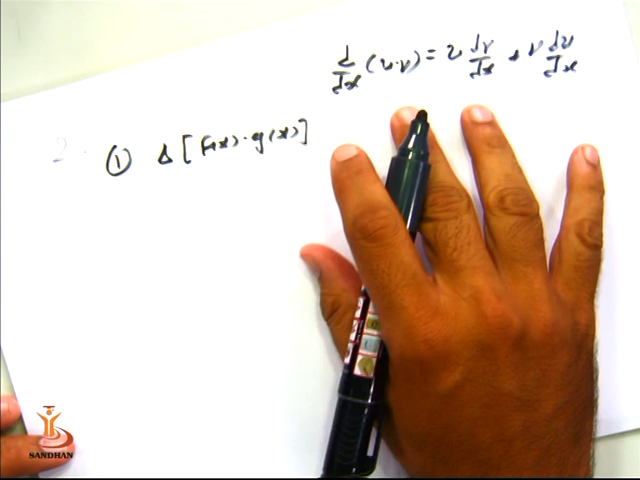 d/dx (u·v) = u dv/dx + v du/dx
① Δ [f(x)·g(x)]
SANDHAN